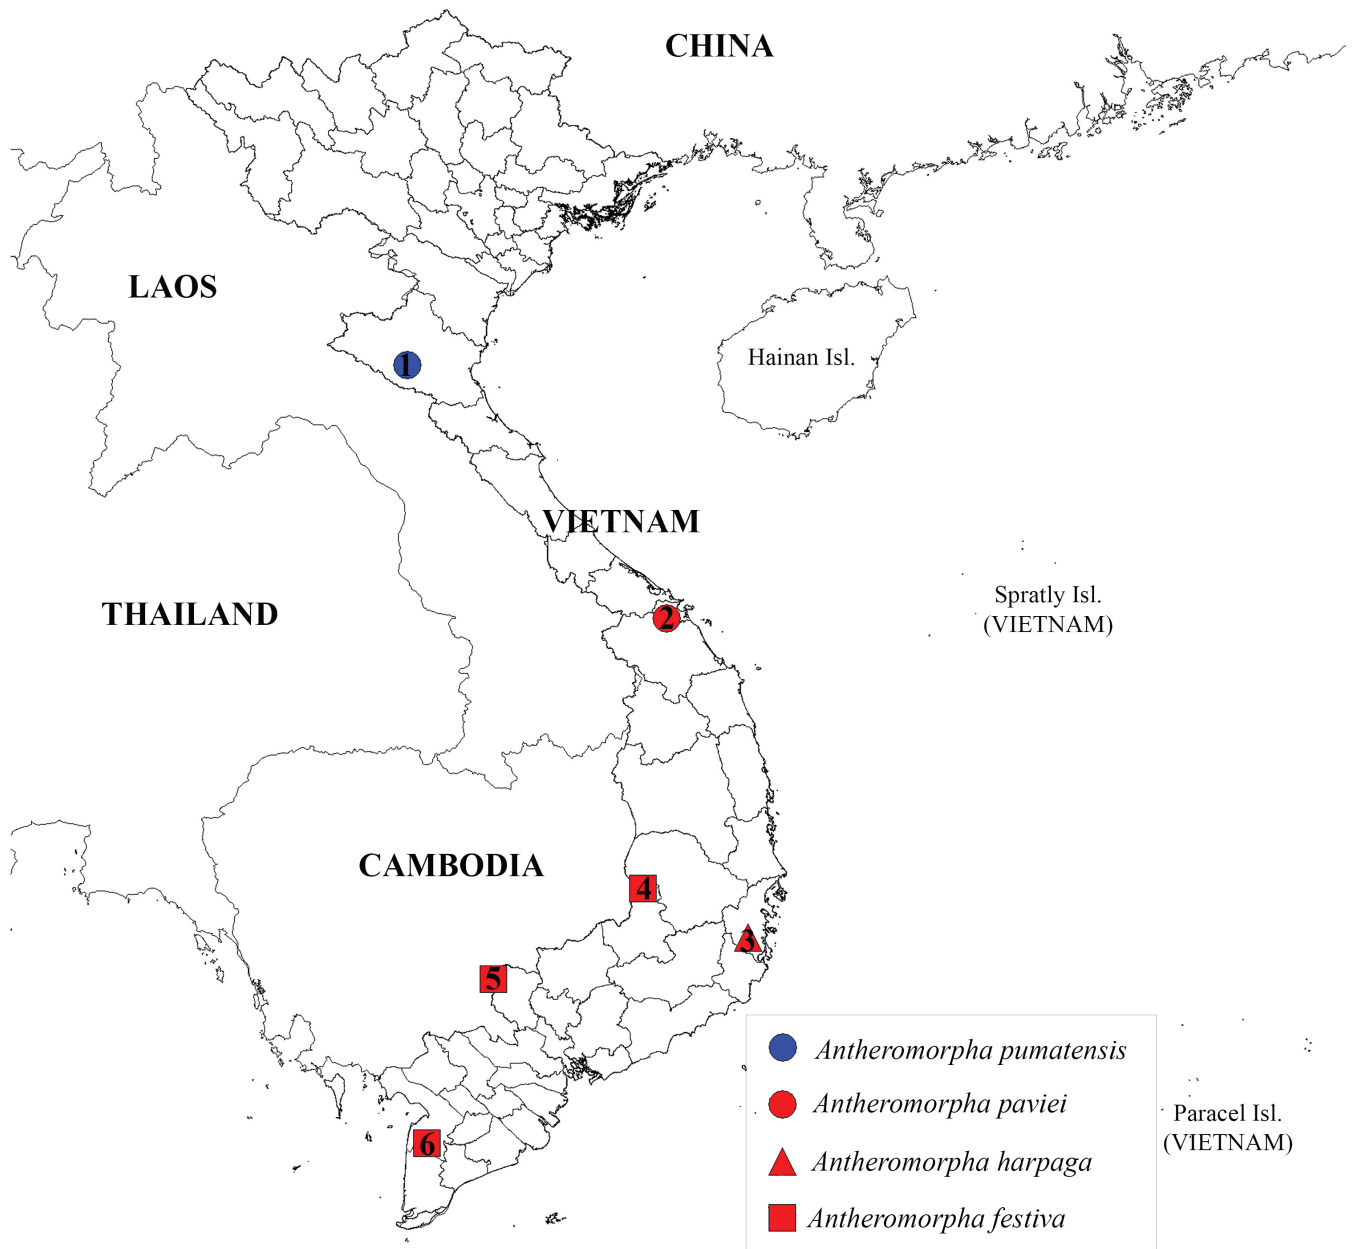 CHINA
LAOS
Hainan Isl.
1
VIETNAM
Spratly Isl.
(VIETNAM)
THAILAND
2
CAMBODIA
4
3
5
6
Antheromorpha pumatensis
Antheromorpha paviei
Antheromorpha harpaga
Antheromorpha festiva
Paracel Isl.
(VIETNAM)